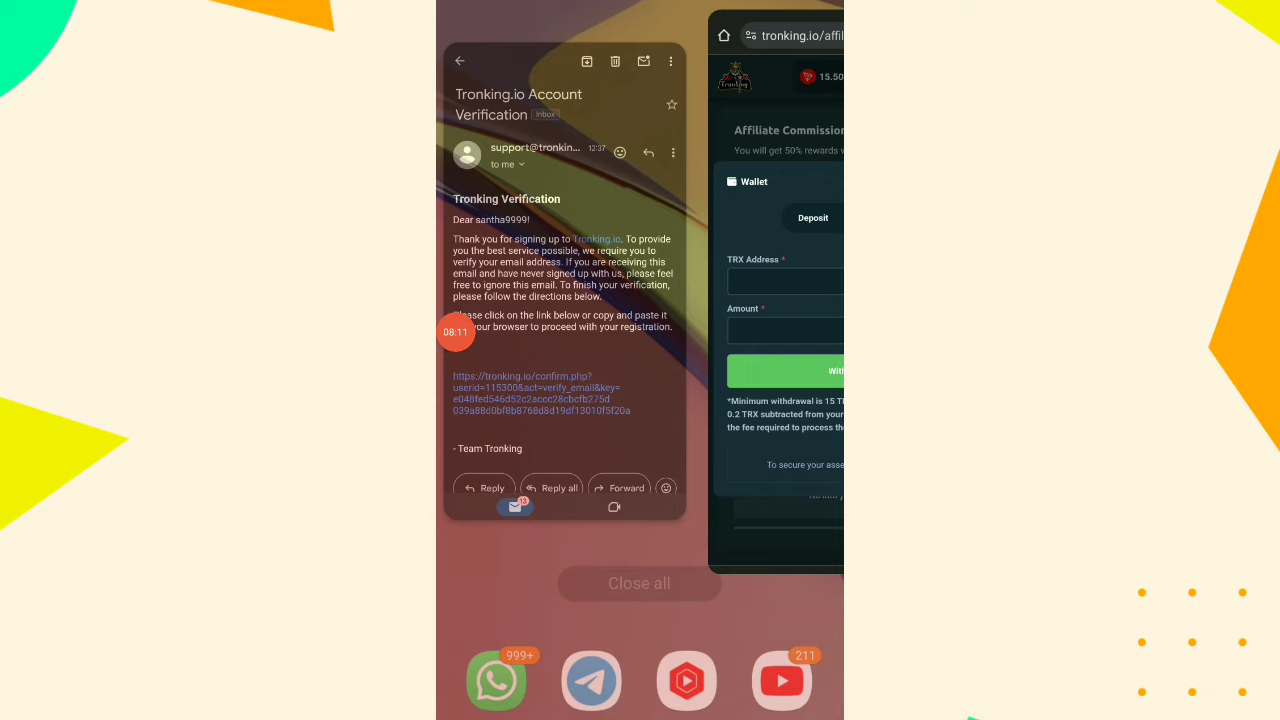 Tronking.io Account
Verification Inbox
support@tronkin... 12:37
to me
Tronking Verification
Dear santha9999!
Thank you for signing up to Tronking.io. To provide
you the best service possible, we require you to
verify your email address. If you are receiving this
email and have never signed up with us, please feel
free to ignore this email. To finish your verification,
please follow the directions below.
Please click on the link below or copy and paste it
your browser to proceed with your registration.
08:11
https://tronking.io/confirm.php?
userid=115300&act=verify_email&key=
e048fed546d52c2accc28cbcfb275d
039a88d0bf8b8768d8d19df13010f5f20a
- Team Tronking
Reply
Reply all
Forward
13
tronking.io/affil
TronKing
15.50
Affiliate Commission
You will get 50% rewards w
Wallet
Deposit
TRX Address *
Amount *
With
*Minimum withdrawal is 15 T
0.2 TRX subtracted from your
the fee required to process the
To secure your asse
Close all
999+
211